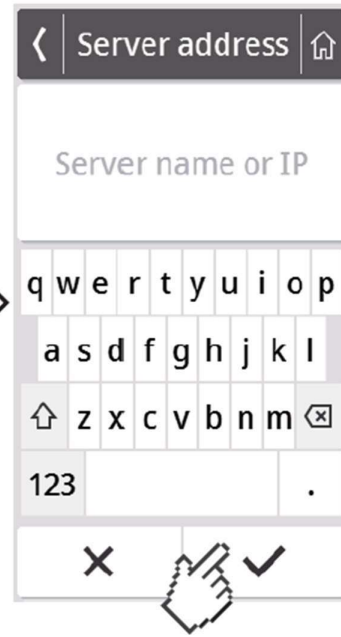 Server address
Server name or IP
q w e r t y u i o p
a s d f g h j k l
z x c v b n m
123 .